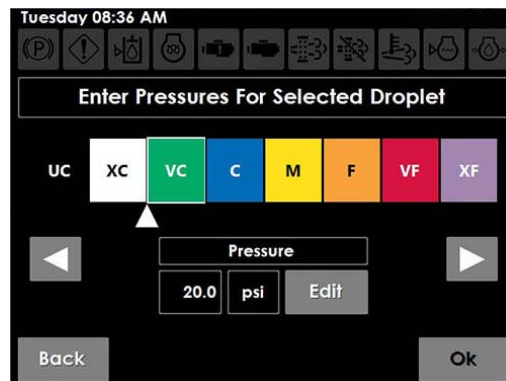 Tuesday 08:36 AM
Enter Pressures For Selected Droplet
UC XC VC C M F VF XF
Pressure
20.0 psi Edit
Back Ok